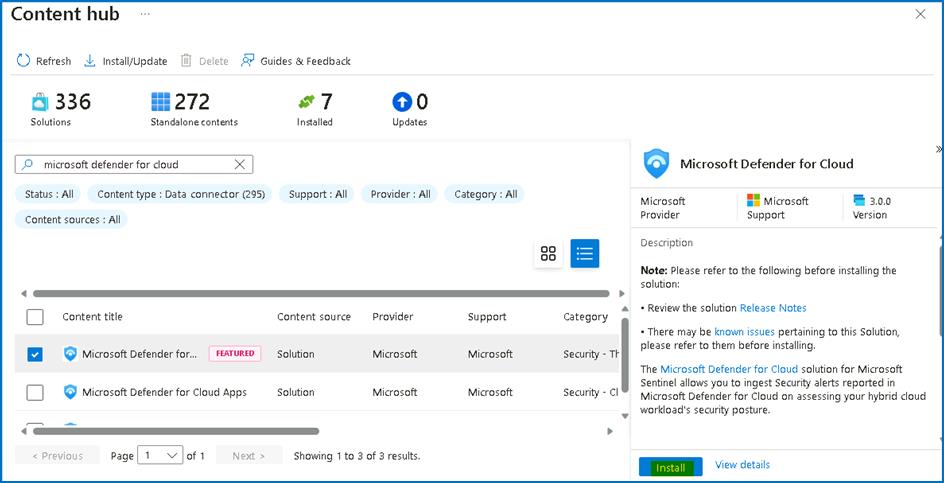 Content hub ...
Refresh Install/Update Delete Guides & Feedback
336 272 7 0
Solutions Standalone contents Installed Updates
microsoft defender for cloud
Status : All Content type : Data connector (295) Support : All Provider : All Category : All
Content sources : All
Content title Content source Provider Support Category
Microsoft Defender for... FEATURED Solution Microsoft Microsoft Security - Th
Microsoft Defender for Cloud Apps Solution Microsoft Microsoft Security - Cl
< Previous Page 1 of 1 Next > Showing 1 to 3 of 3 results.
Microsoft Defender for Cloud
Microsoft Microsoft 3.0.0
Provider Support Version
Description
Note: Please refer to the following before installing the
solution:
• Review the solution Release Notes
• There may be known issues pertaining to this Solution,
please refer to them before installing.
The Microsoft Defender for Cloud solution for Microsoft
Sentinel allows you to ingest Security alerts reported in
Microsoft Defender for Cloud on assessing your hybrid cloud
workload's security posture.
Install View details